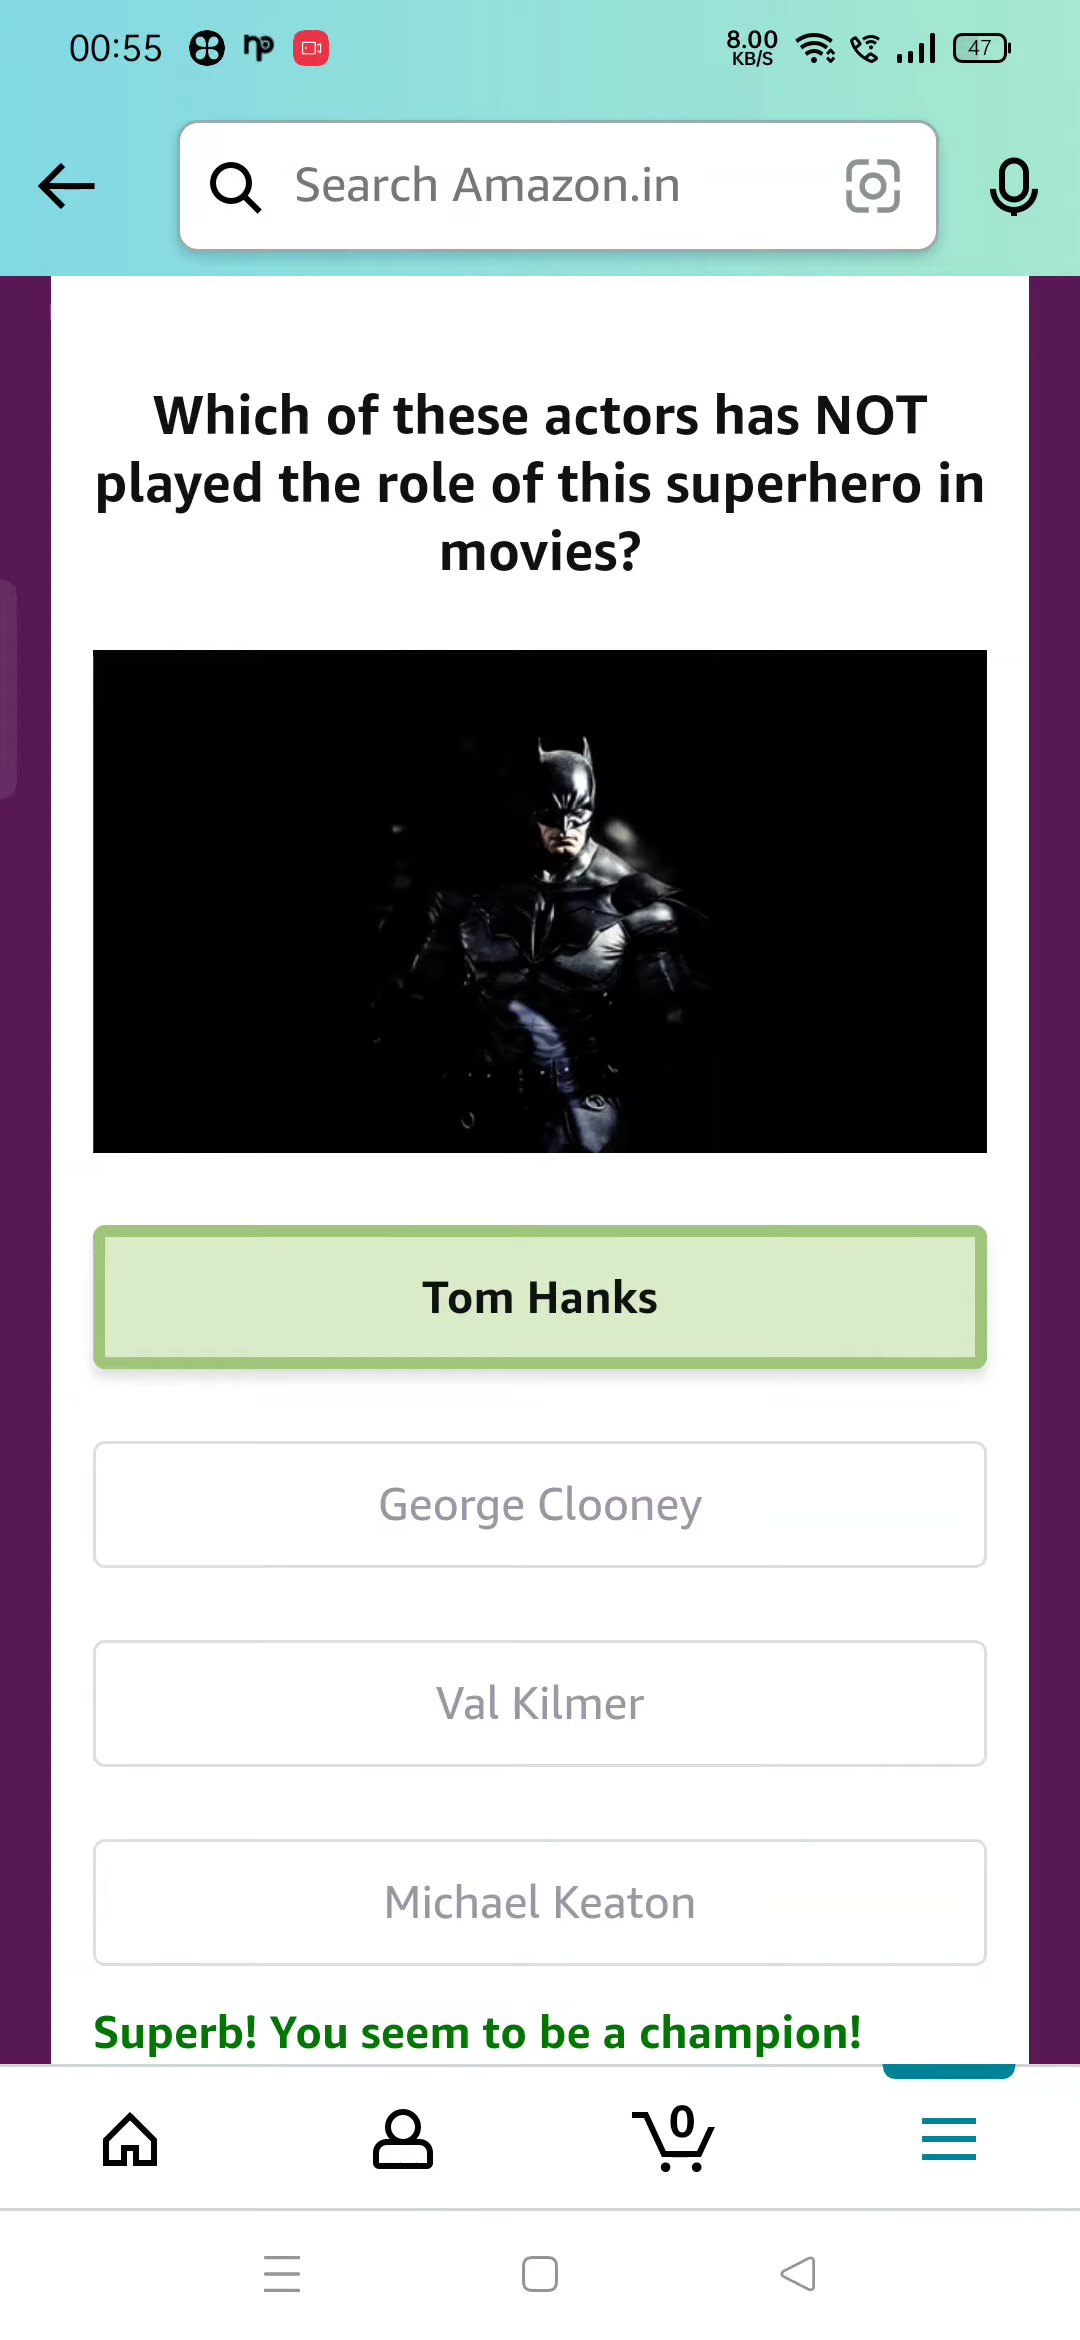 00:55
8.00
KB/S
47
Search Amazon.in
Which of these actors has NOT
played the role of this superhero in
movies?
Tom Hanks
George Clooney
Val Kilmer
Michael Keaton
Superb! You seem to be a champion!
0